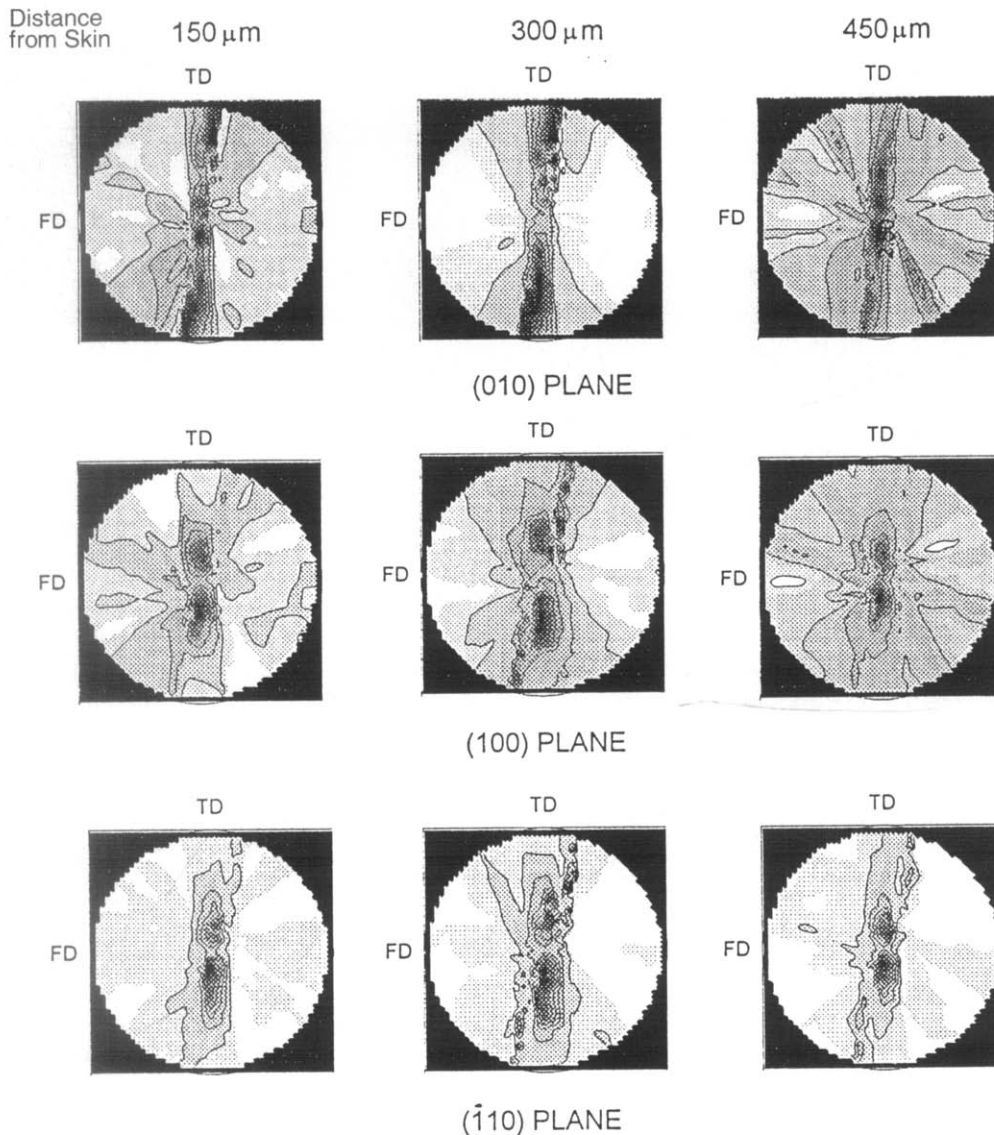 Distance
from Skin
150 μm
300 μm
450 μm
TD
TD
TD
FD
FD
FD
(010) PLANE
TD
TD
TD
FD
FD
FD
(100) PLANE
TD
TD
TD
FD
FD
FD
(1̄10) PLANE